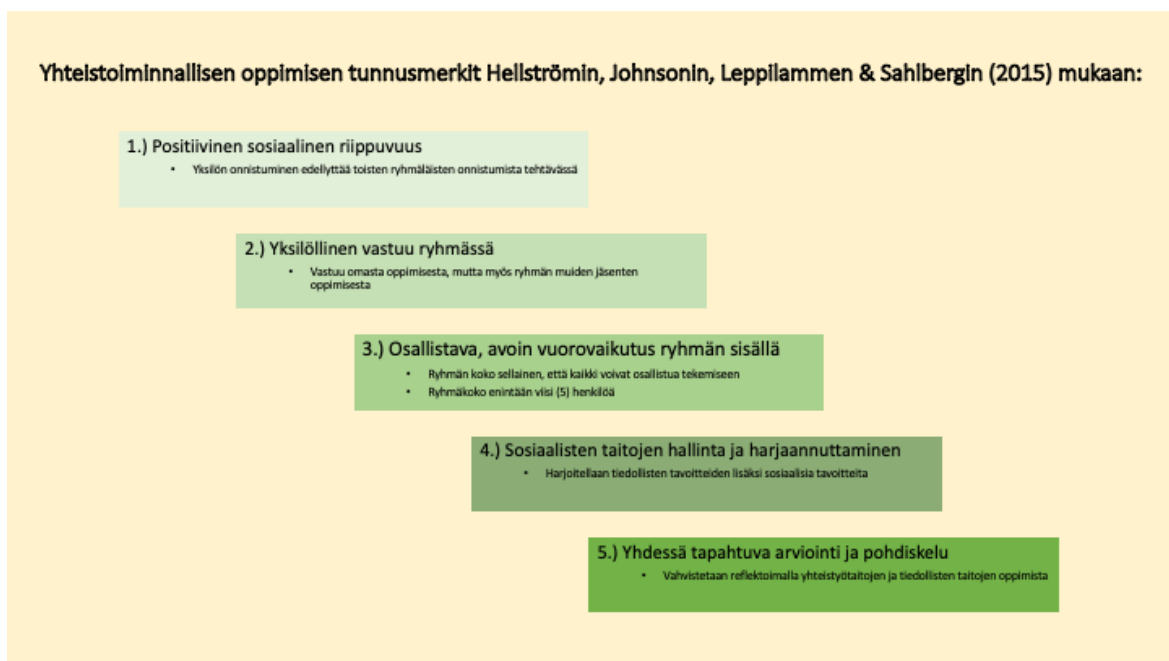 Yhteistoiminnallisen oppimisen tunnusmerkit Hellströmin, Johnsonin, Leppilammen & Sahlbergin (2015) mukaan:
1.) Positiivinen sosiaalinen riippuvuus
• Yksilön onnistuminen edellyttää toisten ryhmäläisten onnistumista tehtävässä
2.) Yksilöllinen vastuu ryhmässä
• Vastuu omasta oppimisesta, mutta myös ryhmän muiden jäsenten
oppimisesta
3.) Osallistava, avoin vuorovaikutus ryhmän sisällä
• Ryhmän koko sellainen, että kaikki voivat osallistua tekemiseen
• Ryhmäkoko enintään viisi (5) henkilöä
4.) Sosiaalisten taitojen hallinta ja harjaannuttaminen
• Harjoitellaan tiedollisten tavoitteiden lisäksi sosiaalisia tavoitteita
5.) Yhdessä tapahtuva arviointi ja pohdiskelu
• Vahvistetaan reflektoimalla yhteistyötaitojen ja tiedollisten taitojen oppimista